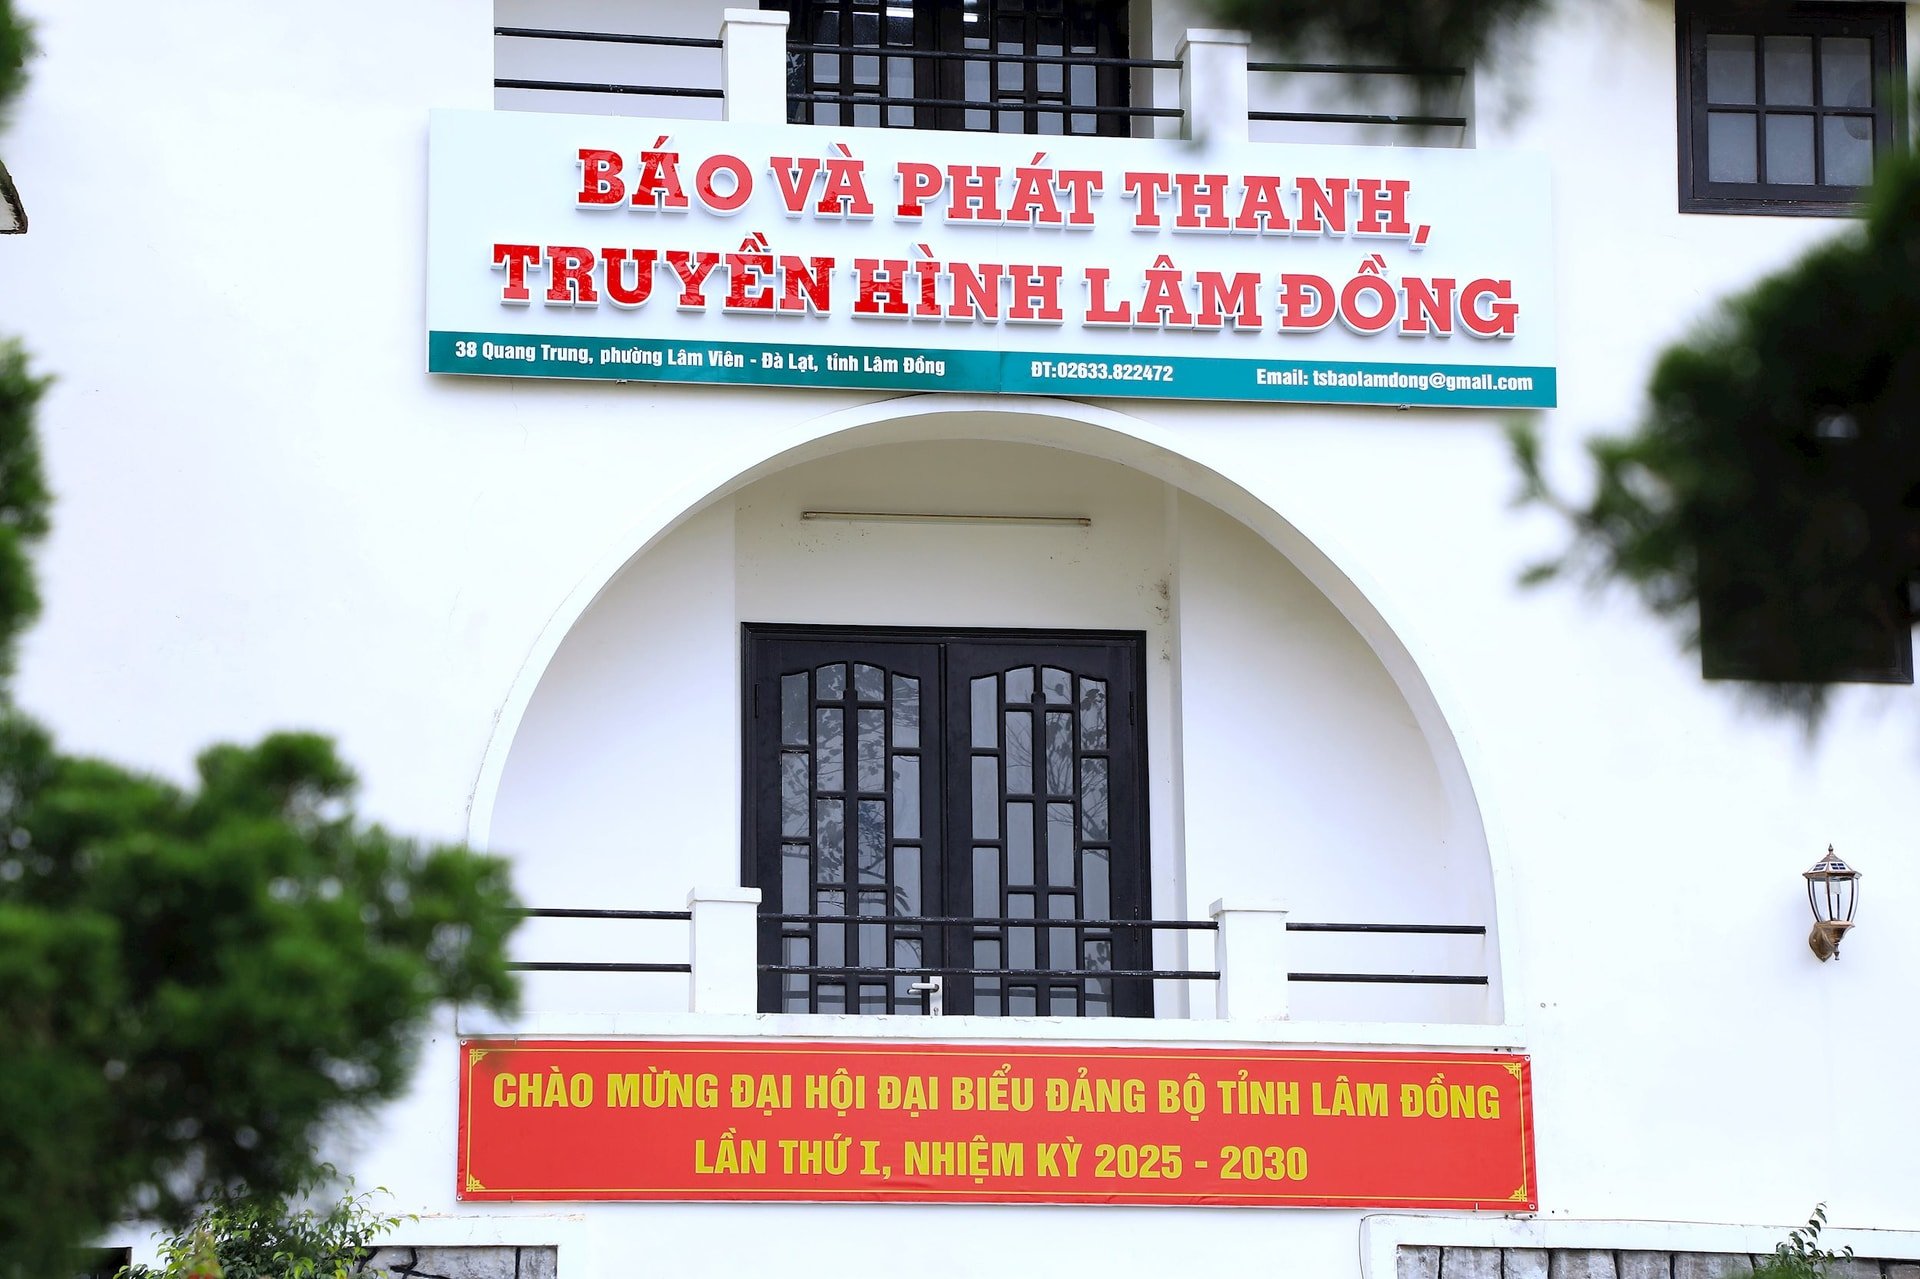 BÁO VÀ PHÁT THANH,
TRUYỀN HÌNH LÂM ĐỒNG
38 Quang Trung, phường Lâm Viên - Đà Lạt, tỉnh Lâm Đồng ĐT:02633.822472 Email: tsbaolamdong@gmail.com
CHÀO MỪNG ĐẠI HỘI ĐẠI BIỂU ĐẢNG BỘ TỈNH LÂM ĐỒNG
LẦN THỨ I, NHIỆM KỲ 2025 - 2030